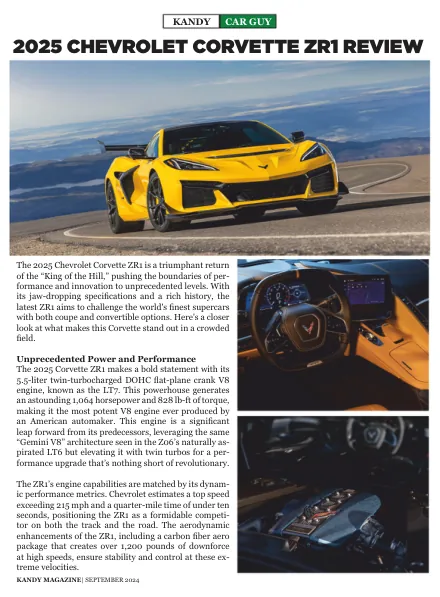 KANDY CAR GUY
2025 CHEVROLET CORVETTE ZR1 REVIEW
The 2025 Chevrolet Corvette ZR1 is a triumphant return
of the “King of the Hill,” pushing the boundaries of per-
formance and innovation to unprecedented levels. With
its jaw-dropping specifications and a rich history, the
latest ZR1 aims to challenge the world's finest supercars
with both coupe and convertible options. Here's a closer
look at what makes this Corvette stand out in a crowded
field.
Unprecedented Power and Performance
The 2025 Corvette ZR1 makes a bold statement with its
5.5-liter twin-turbocharged DOHC flat-plane crank V8
engine, known as the LT7. This powerhouse generates
an astounding 1,064 horsepower and 828 lb-ft of torque,
making it the most potent V8 engine ever produced by
an American automaker. This engine is a significant
leap forward from its predecessors, leveraging the same
“Gemini V8” architecture seen in the Z06's naturally as-
pirated LT6 but elevating it with twin turbos for a per-
formance upgrade that's nothing short of revolutionary.
The ZR1's engine capabilities are matched by its dynam-
ic performance metrics. Chevrolet estimates a top speed
exceeding 215 mph and a quarter-mile time of under ten
seconds, positioning the ZR1 as a formidable competi-
tor on both the track and the road. The aerodynamic
enhancements of the ZR1, including a carbon fiber aero
package that creates over 1,200 pounds of downforce
at high speeds, ensure stability and control at these ex-
treme velocities.
KANDY MAGAZINE| SEPTEMBER 2024